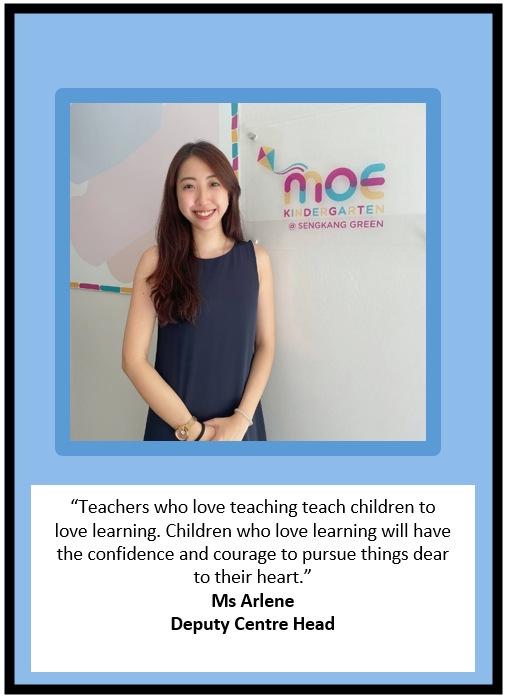 MOE
KINDERGARTEN
@ SENGKANG GREEN
“Teachers who love teaching teach children to
love learning. Children who love learning will have
the confidence and courage to pursue things dear
to their heart.”
Ms Arlene
Deputy Centre Head